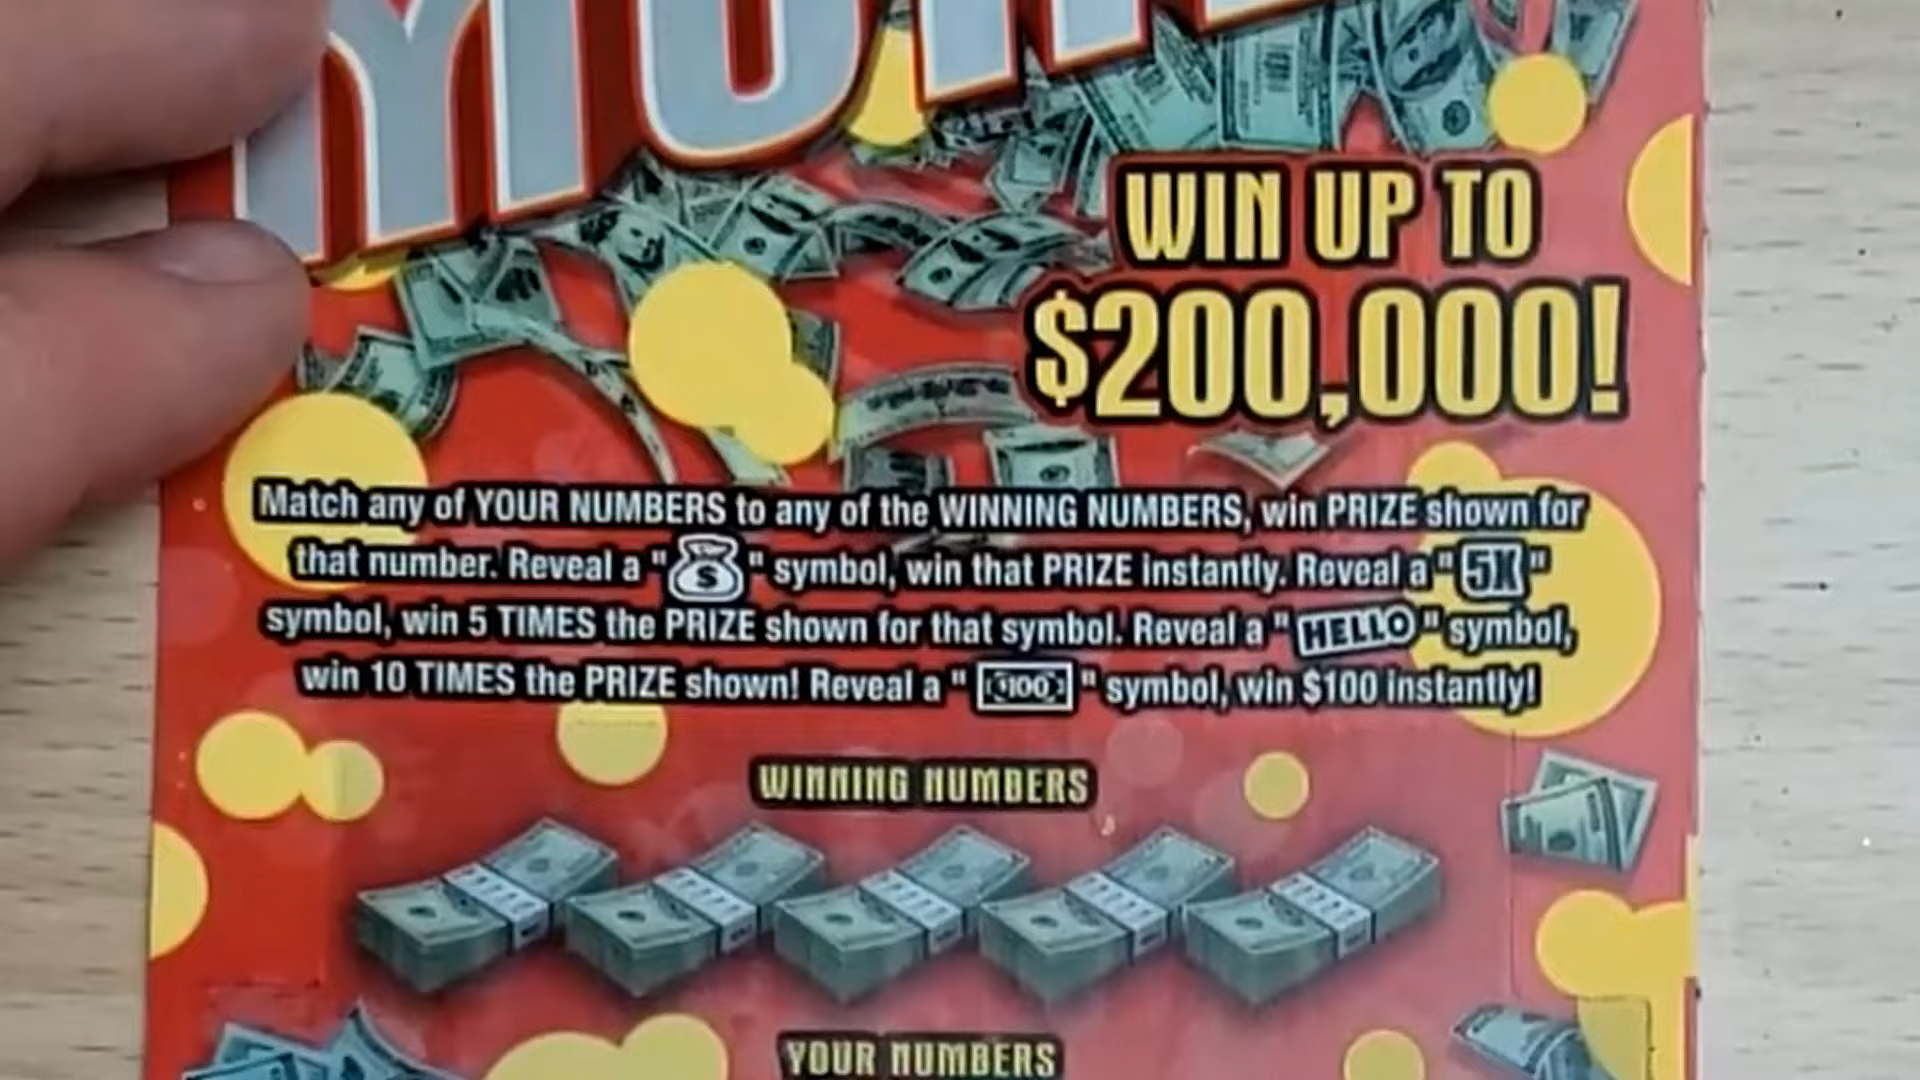 WIN UP TO
$200,000!
Match any of YOUR NUMBERS to any of the WINNING NUMBERS, win PRIZE shown for
that number. Reveal a "$" symbol, win that PRIZE instantly. Reveal a "5X"
symbol, win 5 TIMES the PRIZE shown for that symbol. Reveal a "HELLO" symbol,
win 10 TIMES the PRIZE shown! Reveal a "$100" symbol, win $100 instantly!
WINNING NUMBERS
YOUR NUMBERS